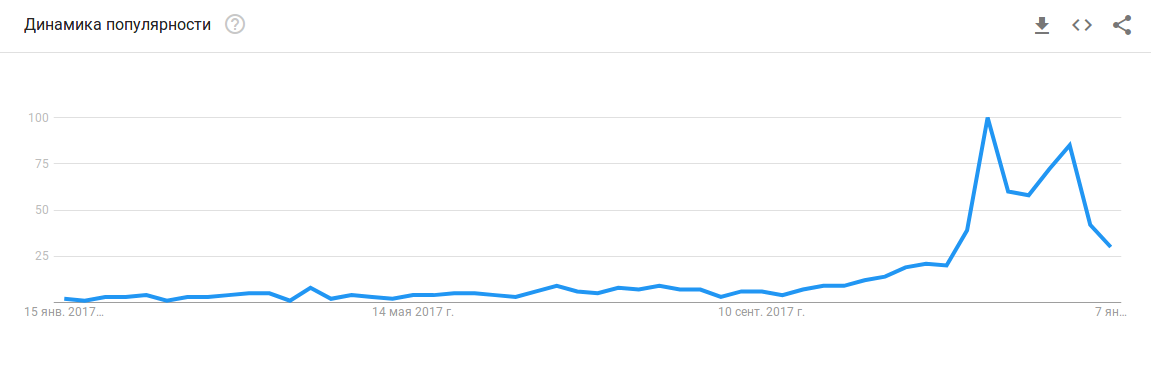 Динамика популярности
100
75
50
25
15 янв. 2017…
14 мая 2017 г.
10 сент. 2017 г.
7 ян…